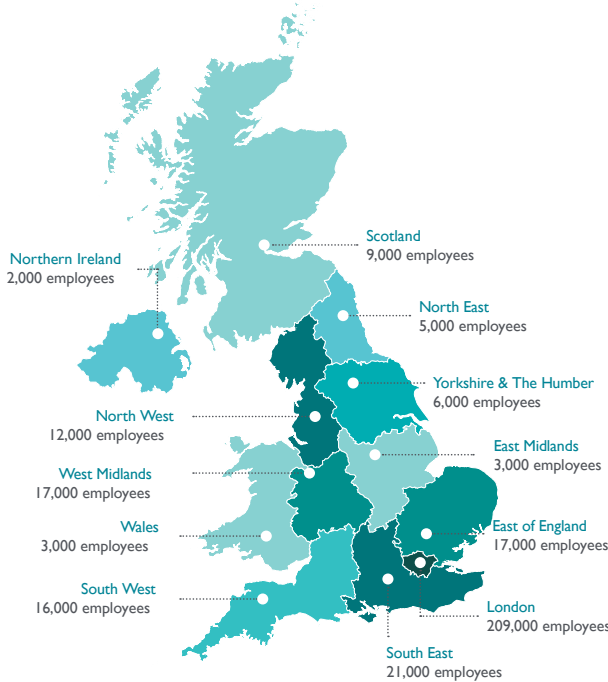 Scotland
9,000 employees
Northern Ireland
2,000 employees
North East
5,000 employees
Yorkshire & The Humber
6,000 employees
North West
12,000 employees
East Midlands
3,000 employees
West Midlands
17,000 employees
Wales
3,000 employees
East of England
17,000 employees
South West
16,000 employees
London
209,000 employees
South East
21,000 employees